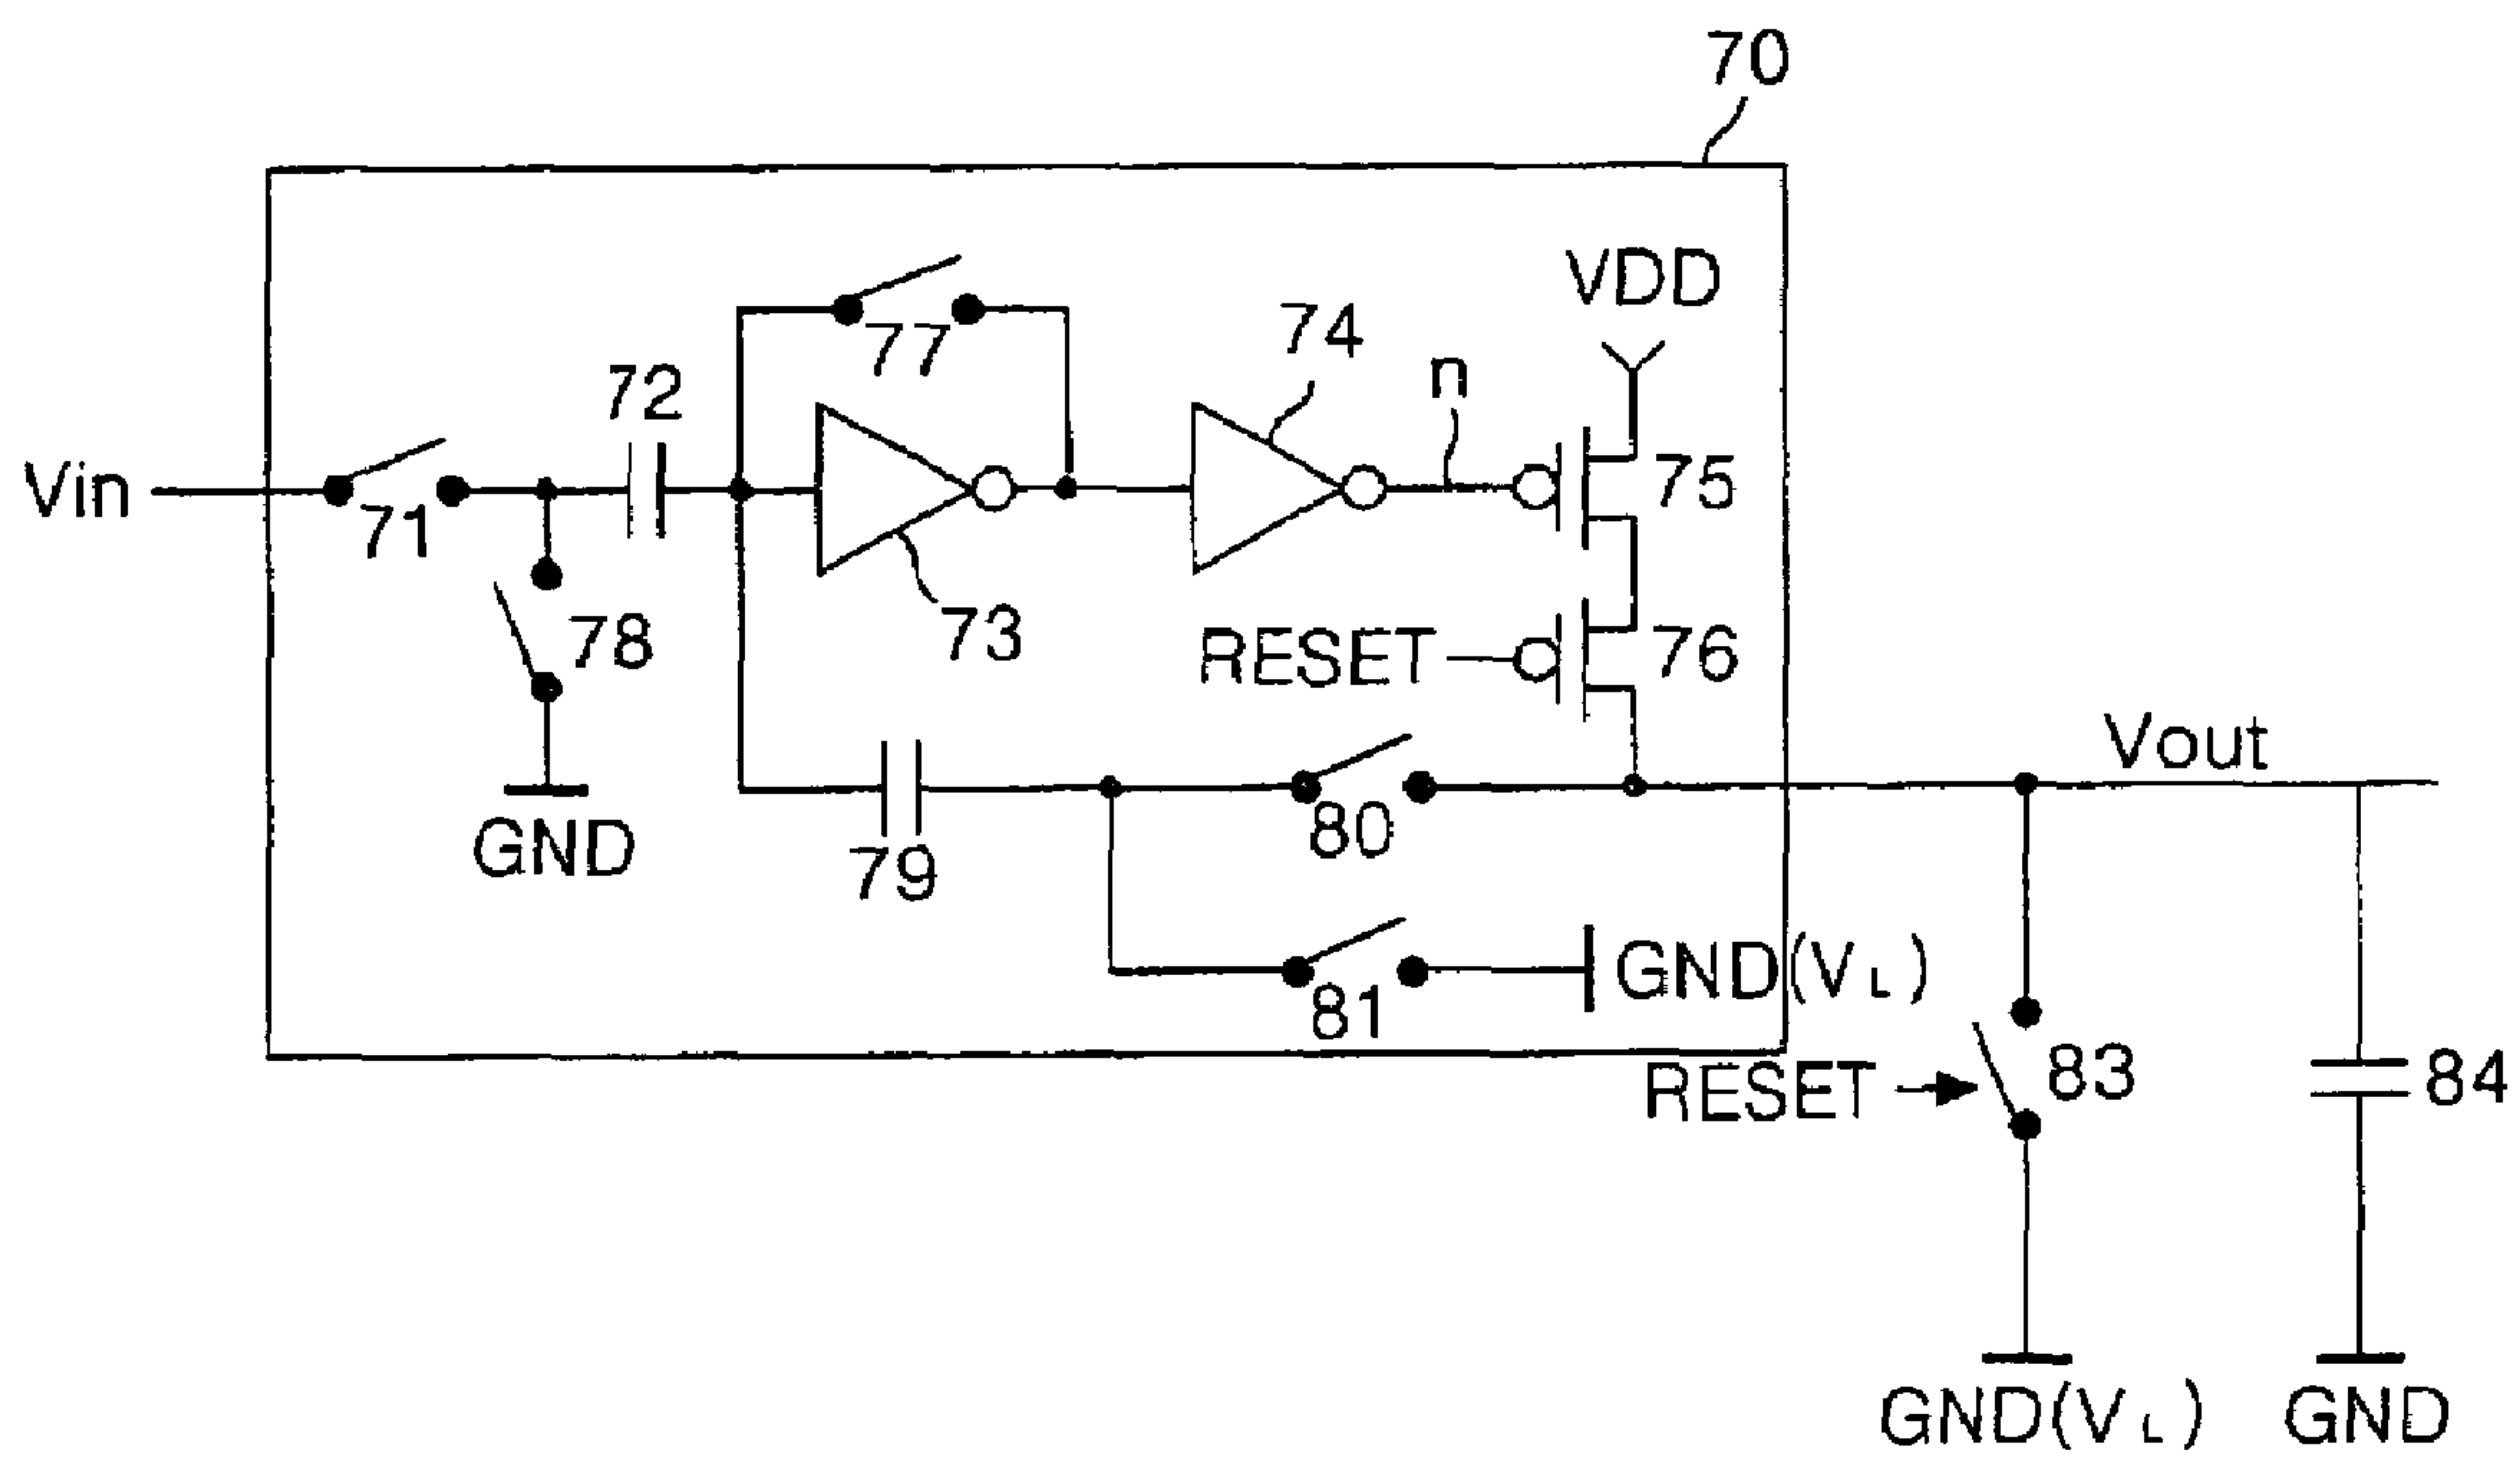 70
VDD
74
77
n
72
Vin
71
75
78
73
RESET
76
Vout
80
GND
79
GND(VL)
81
RESET
83
84
GND(VL)
GND